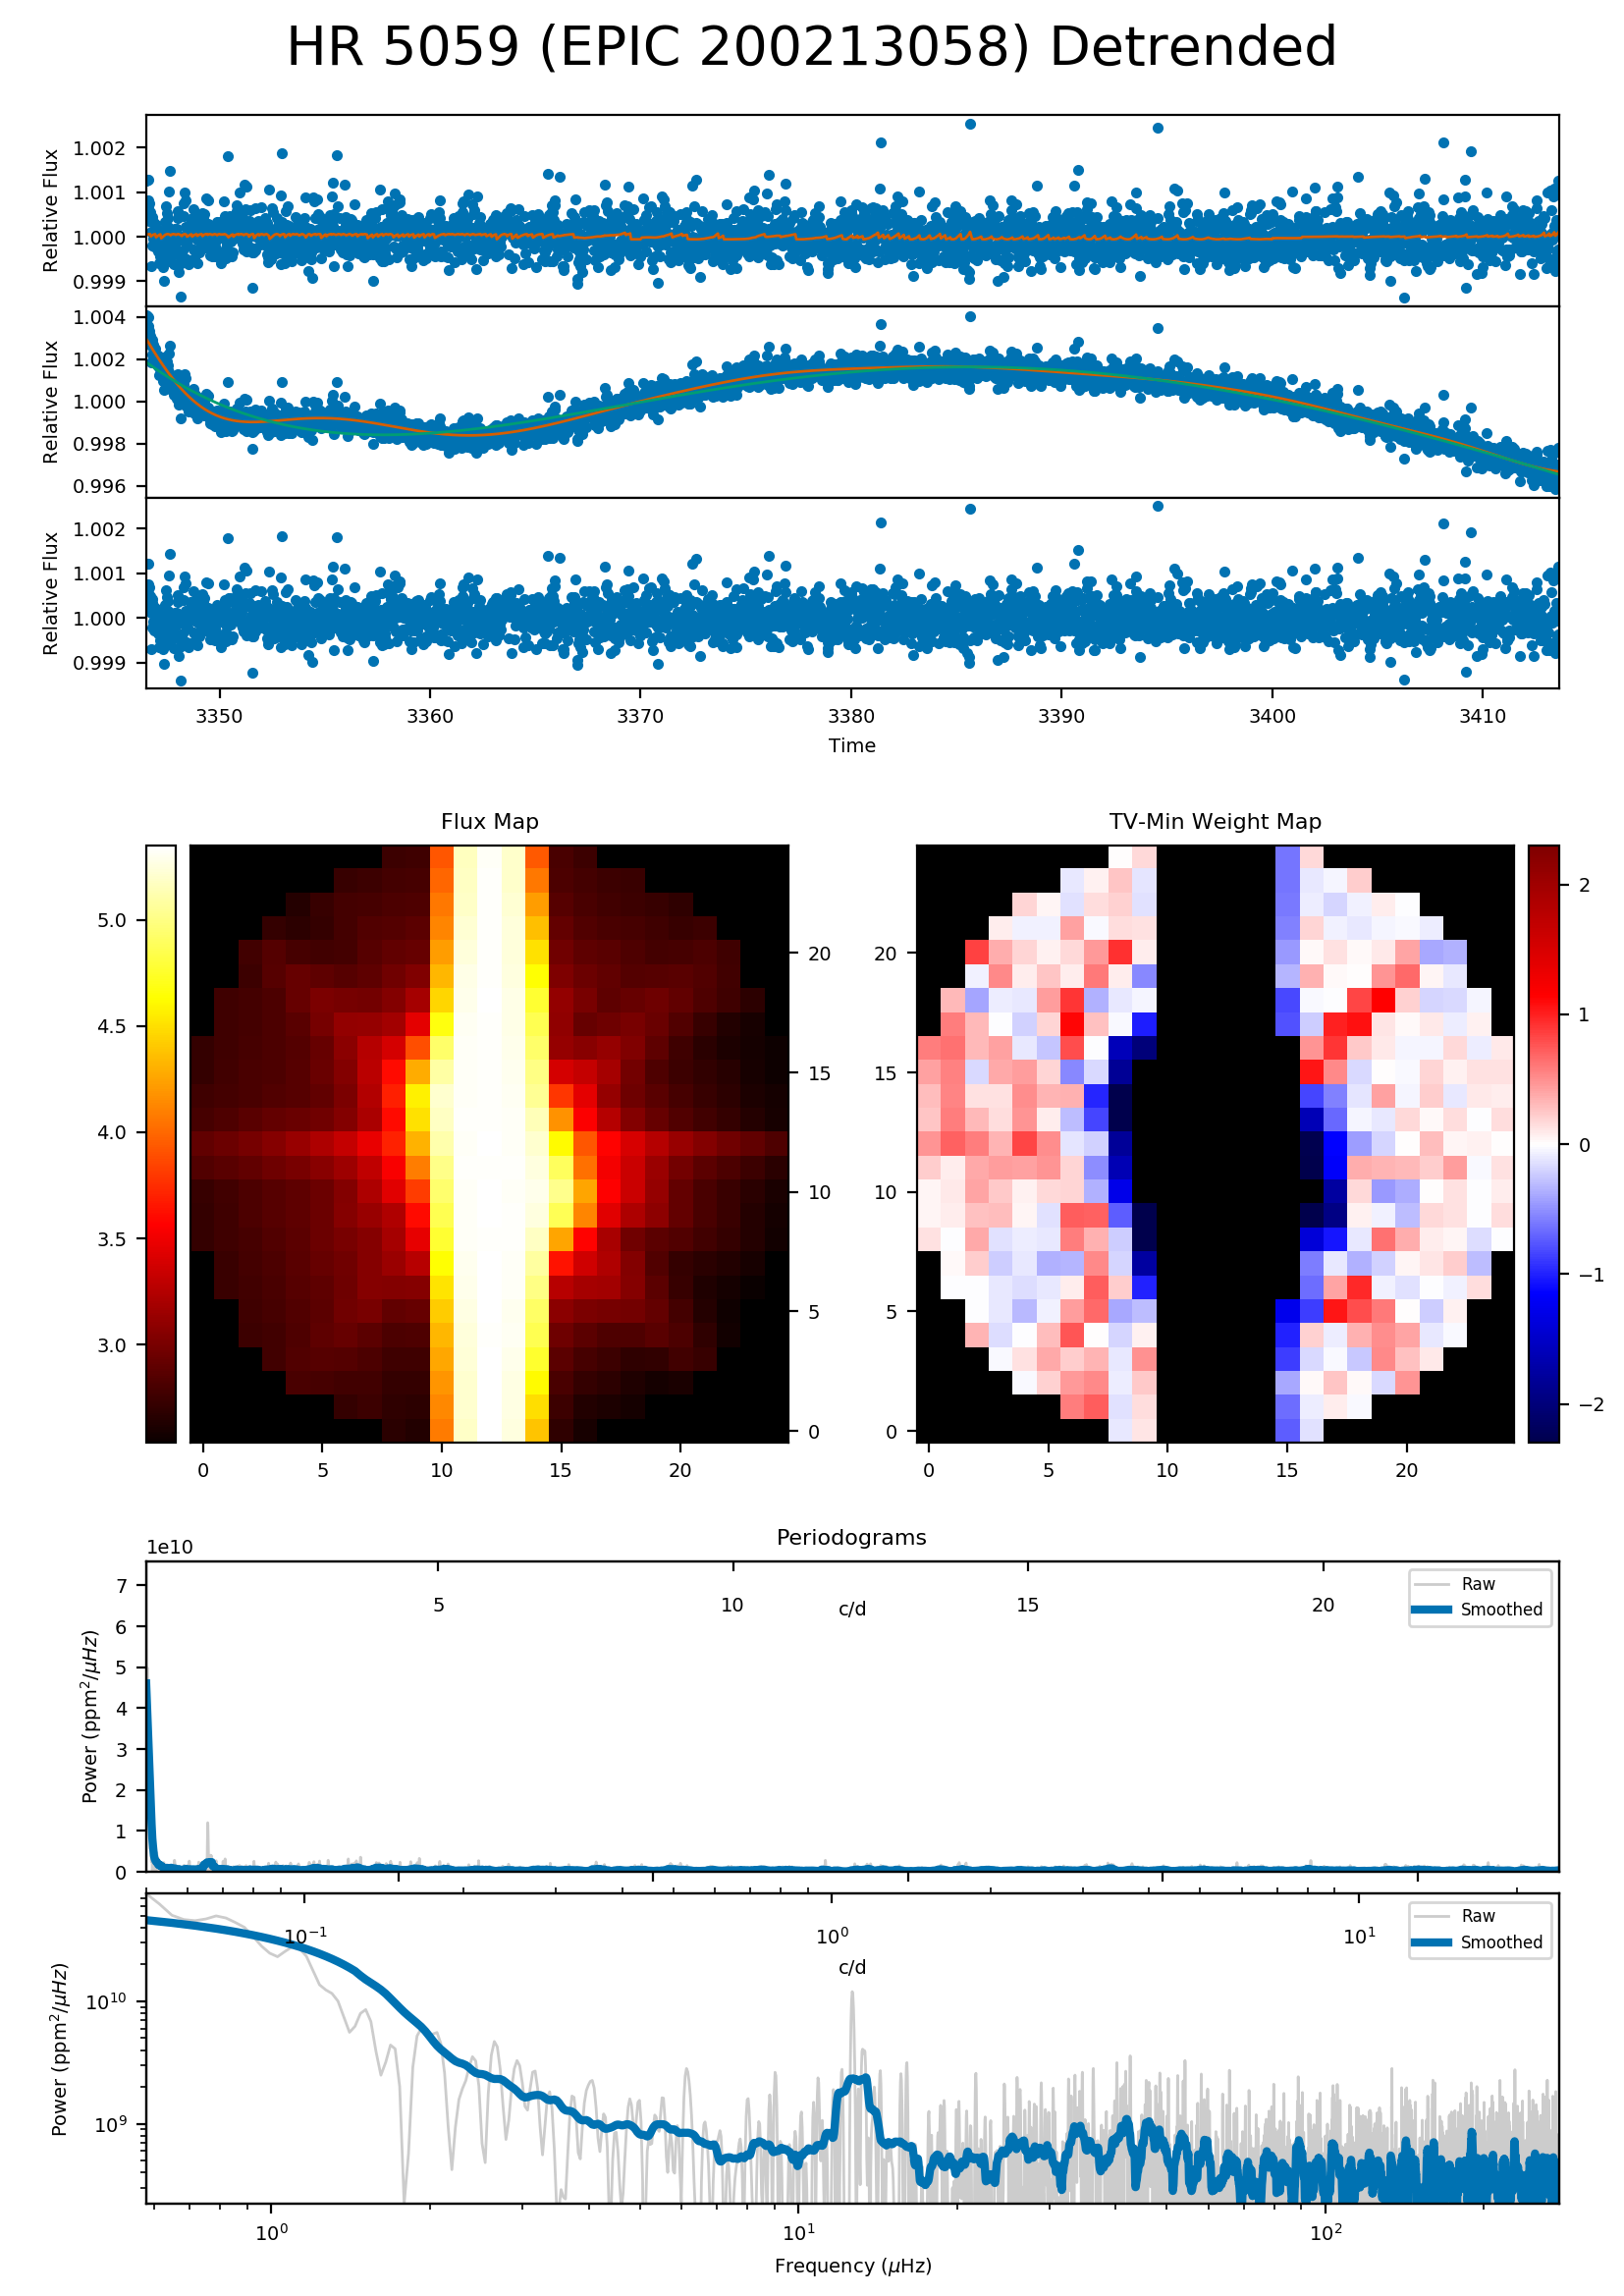 HR 5059 (EPIC 200213058) Detrended
Relative Flux
1.002
1.001
1.000
0.999
Relative Flux
1.004
1.002
1.000
0.998
0.996
Relative Flux
1.002
1.001
1.000
0.999
3350 3360 3370 3380 3390 3400 3410
Time
Flux Map
5.0
4.5
4.0
3.5
3.0
20
15
10
5
0
0 5 10 15 20
TV-Min Weight Map
20
15
10
5
0
0 5 10 15 20
2
1
0
−1
−2
Periodograms
1e10
Power (ppm²/μHz)
7
6
5
4
3
2
1
0
5 10 15 20
c/d
Raw
Smoothed
Power (ppm²/μHz)
10¹⁰
10⁹
10⁻¹ 10⁰ 10¹
c/d
Raw
Smoothed
10⁰ 10¹ 10²
Frequency (μHz)